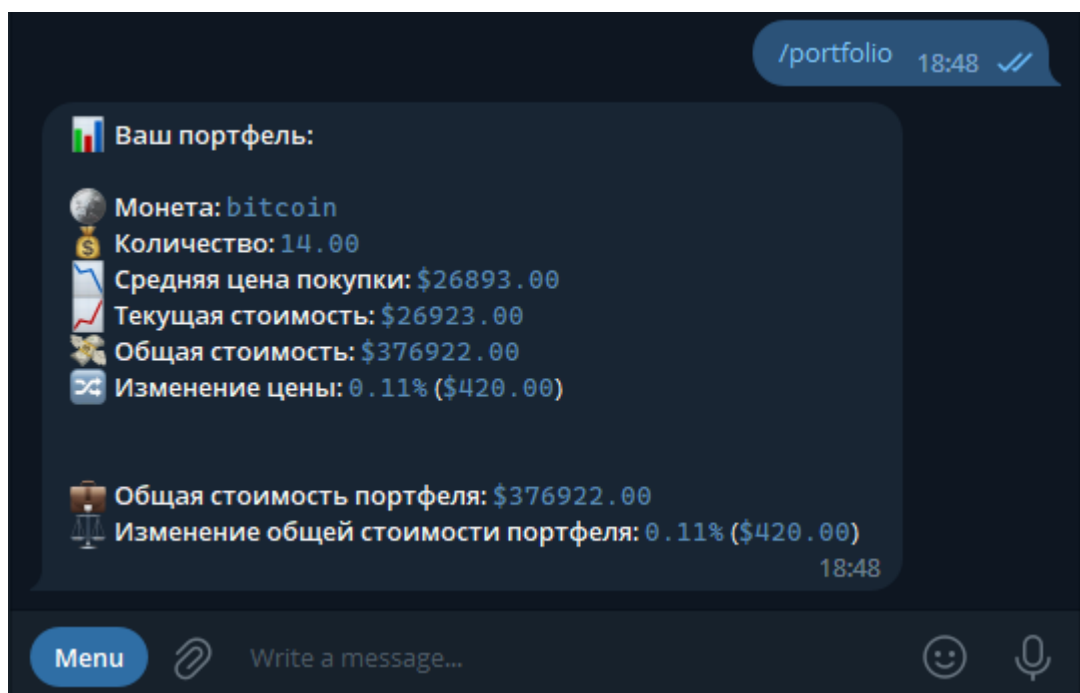 /portfolio 18:48
Ваш портфель:
Монета: bitcoin
Количество: 14.00
Средняя цена покупки: $26893.00
Текущая стоимость: $26923.00
Общая стоимость: $376922.00
Изменение цены: 0.11% ($420.00)
Общая стоимость портфеля: $376922.00
Изменение общей стоимости портфеля: 0.11% ($420.00)
18:48
Menu Write a message...